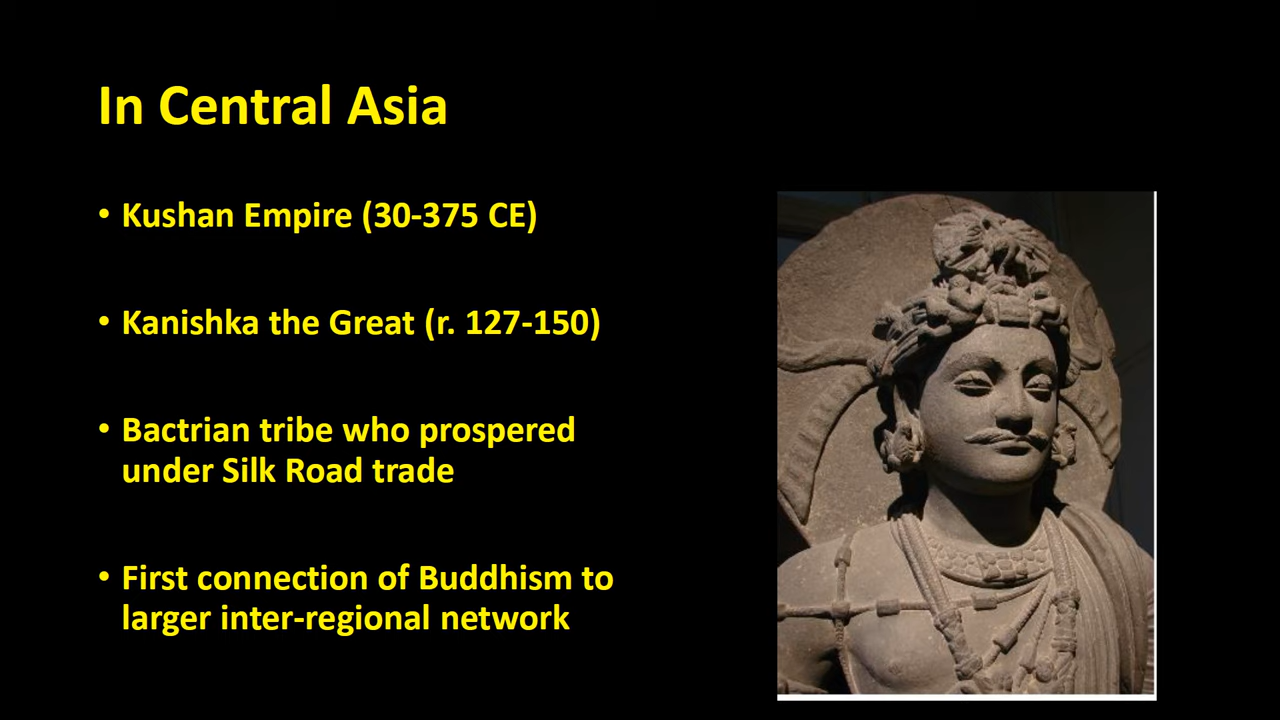 In Central Asia
• Kushan Empire (30-375 CE)
• Kanishka the Great (r. 127-150)
• Bactrian tribe who prospered
under Silk Road trade
• First connection of Buddhism to
larger inter-regional network